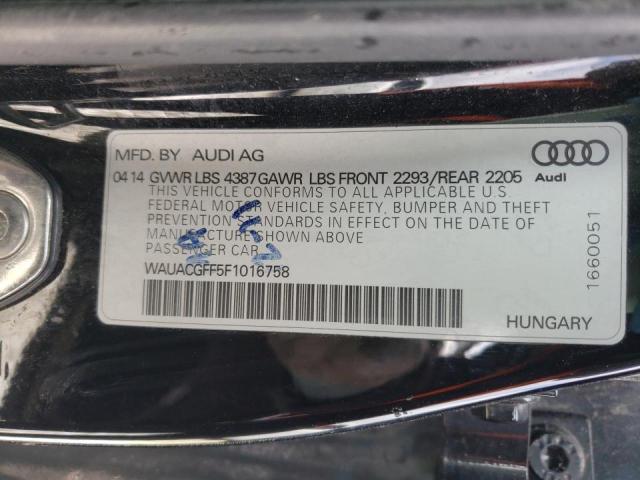 MFD. BY AUDI AG
04 14 GVWR LBS 4387 GAWR LBS FRONT 2293/REAR 2205
THIS VEHICLE CONFORMS TO ALL APPLICABLE U.S.
FEDERAL MOTOR VEHICLE SAFETY, BUMPER AND THEFT
PREVENTION STANDARDS IN EFFECT ON THE DATE OF
MANUFACTURE SHOWN ABOVE
PASSENGER CAR
WAUACGFF5F1016758
Audi
1660051
HUNGARY